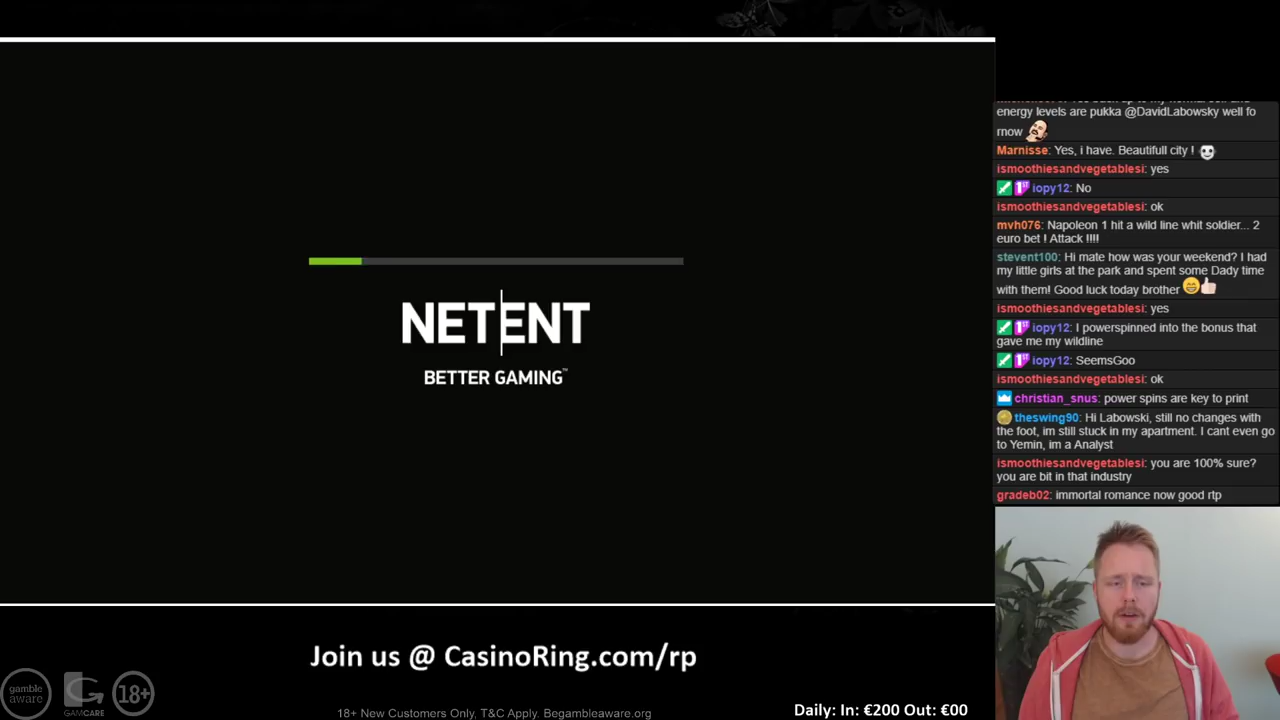 energy levels are pukka @DavidLabowsky well fo
rnow
Marnisse: Yes, i have. Beautifull city !
ismoothiesandvegetablesi: yes
iopy12: No
ismoothiesandvegetablesi: ok
mvh076: Napoleon 1 hit a wild line whit soldier... 2
euro bet ! Attack !!!!
stevent100: Hi mate how was your weekend? I had
my little girls at the park and spent some Dady time
with them! Good luck today brother
ismoothiesandvegetablesi: yes
iopy12: I powerspinned into the bonus that
gave me my wildline
iopy12: SeemsGoo
ismoothiesandvegetablesi: ok
christian_snus: power spins are key to print
theswing90: Hi Labowski, still no changes with
the foot, im still stuck in my apartment. I cant even go
to Yemin, im a Analyst
ismoothiesandvegetablesi: you are 100% sure?
you are bit in that industry
gradeb02: immortal romance now good rtp
NETENT
BETTER GAMING™
Join us @ CasinoRing.com/rp
gamble
aware
GAMCARE
18+
18+ New Customers Only, T&C Apply. Begambleaware.org
Daily: In: €200 Out: €00